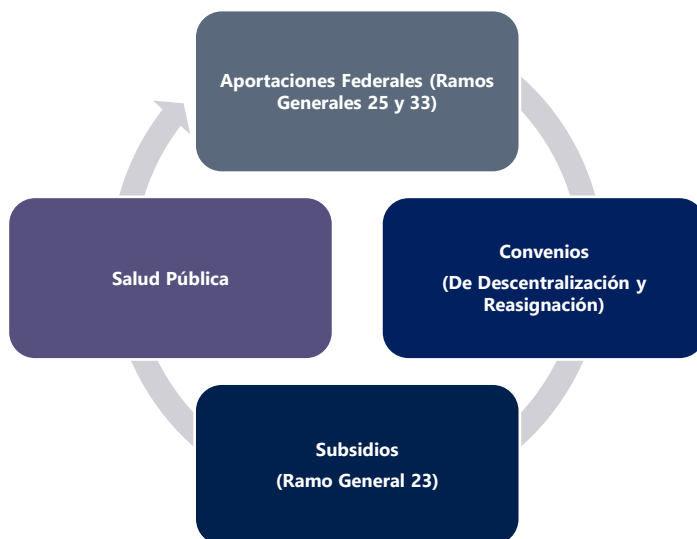 Aportaciones Federales (Ramos
Generales 25 y 33)
Convenios
(De Descentralización y
Reasignación)
Salud Pública
Subsidios
(Ramo General 23)